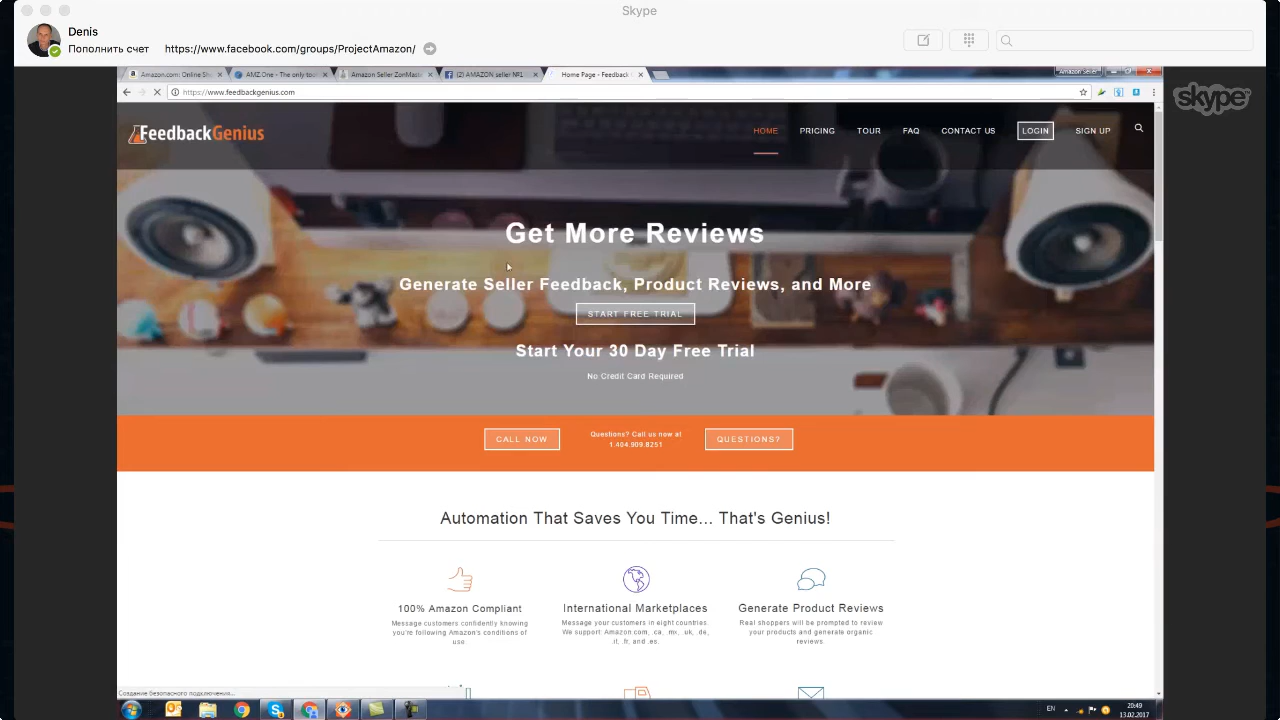 Skype
Denis
Пополнить счет https://www.facebook.com/groups/ProjectAmazon/
Amazon.com: Online Sh
AMZ.One - The only too
Amazon Seller ZonMaste
(2) AMAZON seller №1
Home Page - Feedback
Amazon Seller
https://www.feedbackgenius.com
skype
FeedbackGenius
HOME
PRICING
TOUR
FAQ
CONTACT US
LOGIN
SIGN UP
Get More Reviews
Generate Seller Feedback, Product Reviews, and More
START FREE TRIAL
Start Your 30 Day Free Trial
No Credit Card Required
CALL NOW
Questions? Call us now at
1.404.909.8251
QUESTIONS?
Automation That Saves You Time... That's Genius!
100% Amazon Compliant
Message customers confidently knowing
you're following Amazon's conditions of
use.
International Marketplaces
Message your customers in eight countries.
We support: Amazon.com, .ca, .mx, .uk, .de,
.it, .fr, and .es.
Generate Product Reviews
Real shoppers will be prompted to review
your products and generate organic
reviews.
Создание безопасного подключения...
EN
20:49
13.02.2017